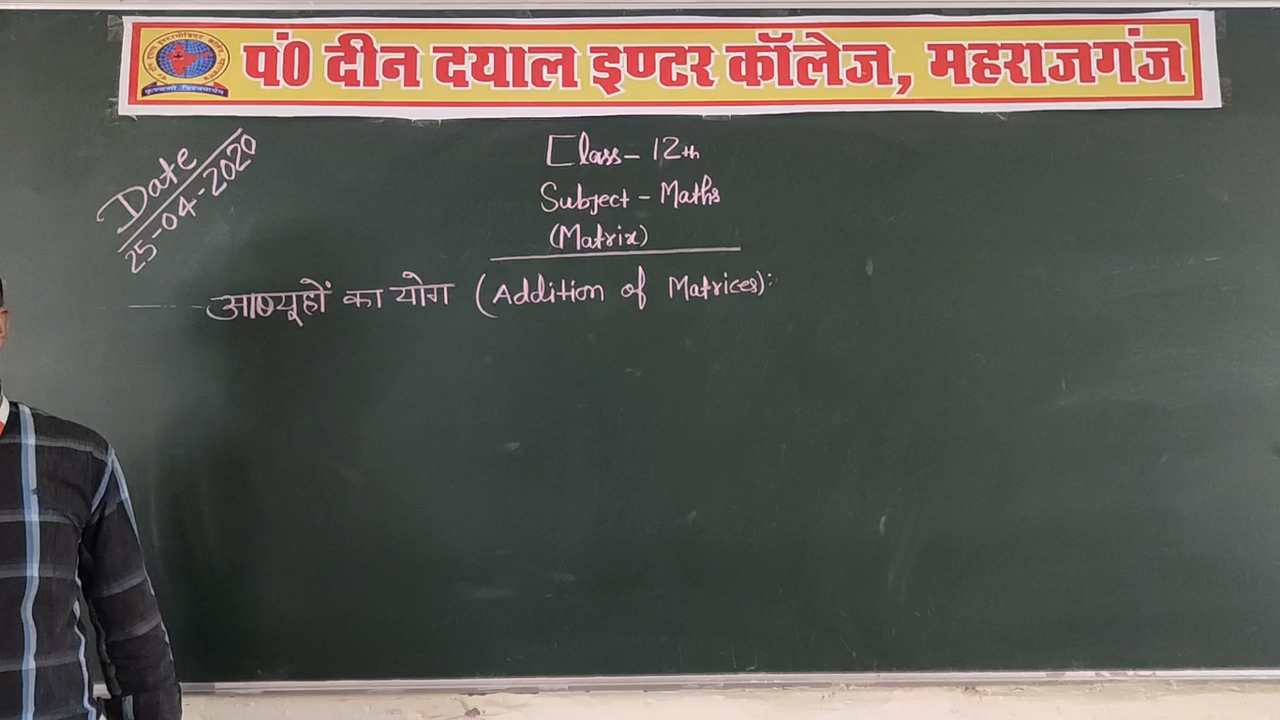 पं0 दीन दयाल इण्टर कॉलेज, महराजगंज
Date
25-04-2020
Class - 12th
Subject - Maths
(Matrix)
आव्यूहों का योग (Addition of Matrices):